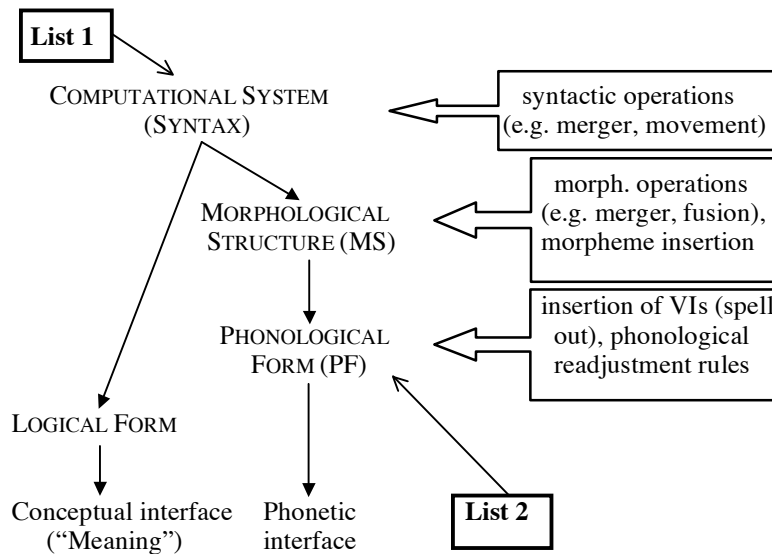 List 1
COMPUTATIONAL SYSTEM
(SYNTAX)
syntactic operations
(e.g. merger, movement)
MORPHOLOGICAL
STRUCTURE (MS)
morph. operations
(e.g. merger, fusion),
morpheme insertion
PHONOLOGICAL
FORM (PF)
insertion of VIs (spell
out), phonological
readjustment rules
LOGICAL FORM
Conceptual interface
(“Meaning”)
Phonetic
interface
List 2